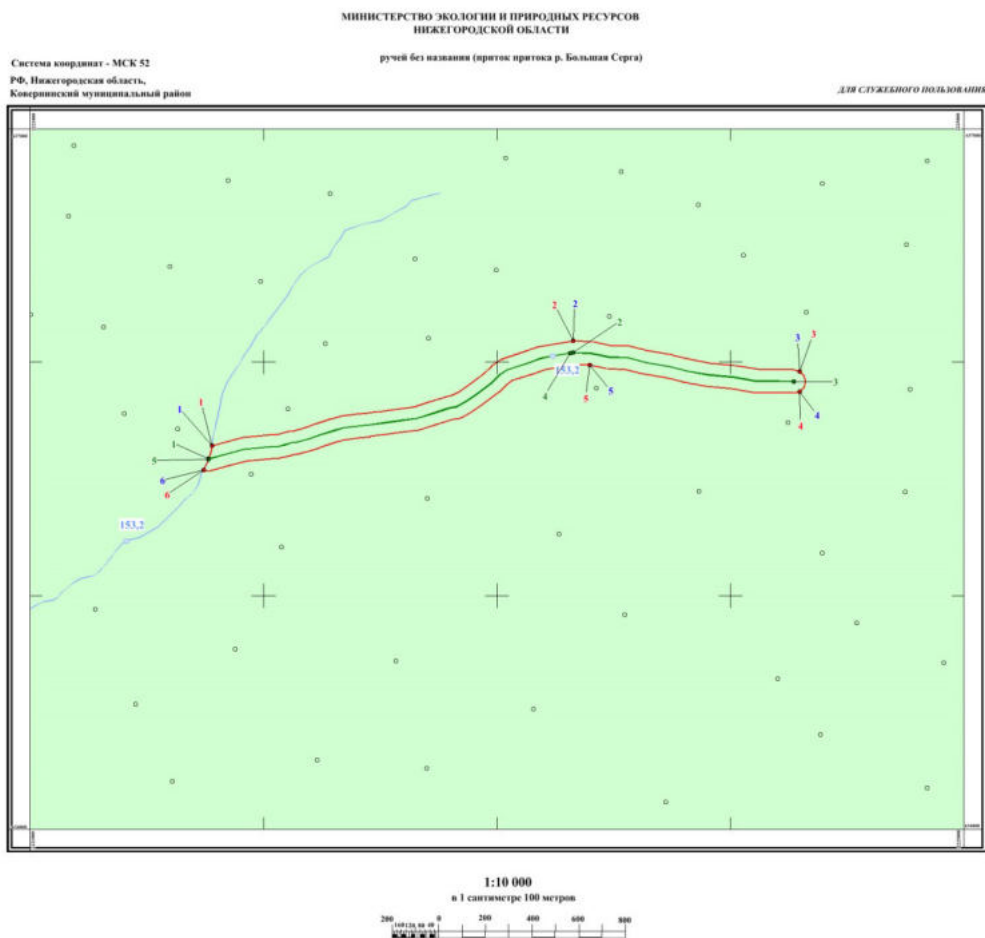 МИНИСТЕРСТВО ЭКОЛОГИИ И ПРИРОДНЫХ РЕСУРСОВ
НИЖЕГОРОДСКОЙ ОБЛАСТИ
ручей без названия (приток притока р. Большая Серга)
Система координат - МСК 52
РФ, Нижегородская область,
Ковернинский муниципальный район
ДЛЯ СЛУЖЕБНОГО ПОЛЬЗОВАНИЯ
2 2
2
3 3
153,2
3
4
5 5
4
4
1 1
1
5
6
6
153,2
1:10 000
в 1 сантиметре 100 метров
200 0 200 400 600 800